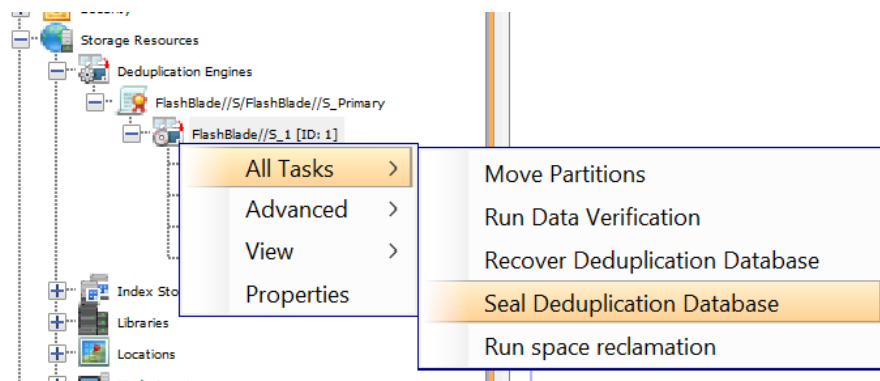 Storage Resources
Deduplication Engines
FlashBlade//S/FlashBlade//S_Primary
FlashBlade//S_1 [ID: 1]
All Tasks
Advanced
View
Properties
Move Partitions
Run Data Verification
Recover Deduplication Database
Seal Deduplication Database
Run space reclamation
Index Sto
Libraries
Locations